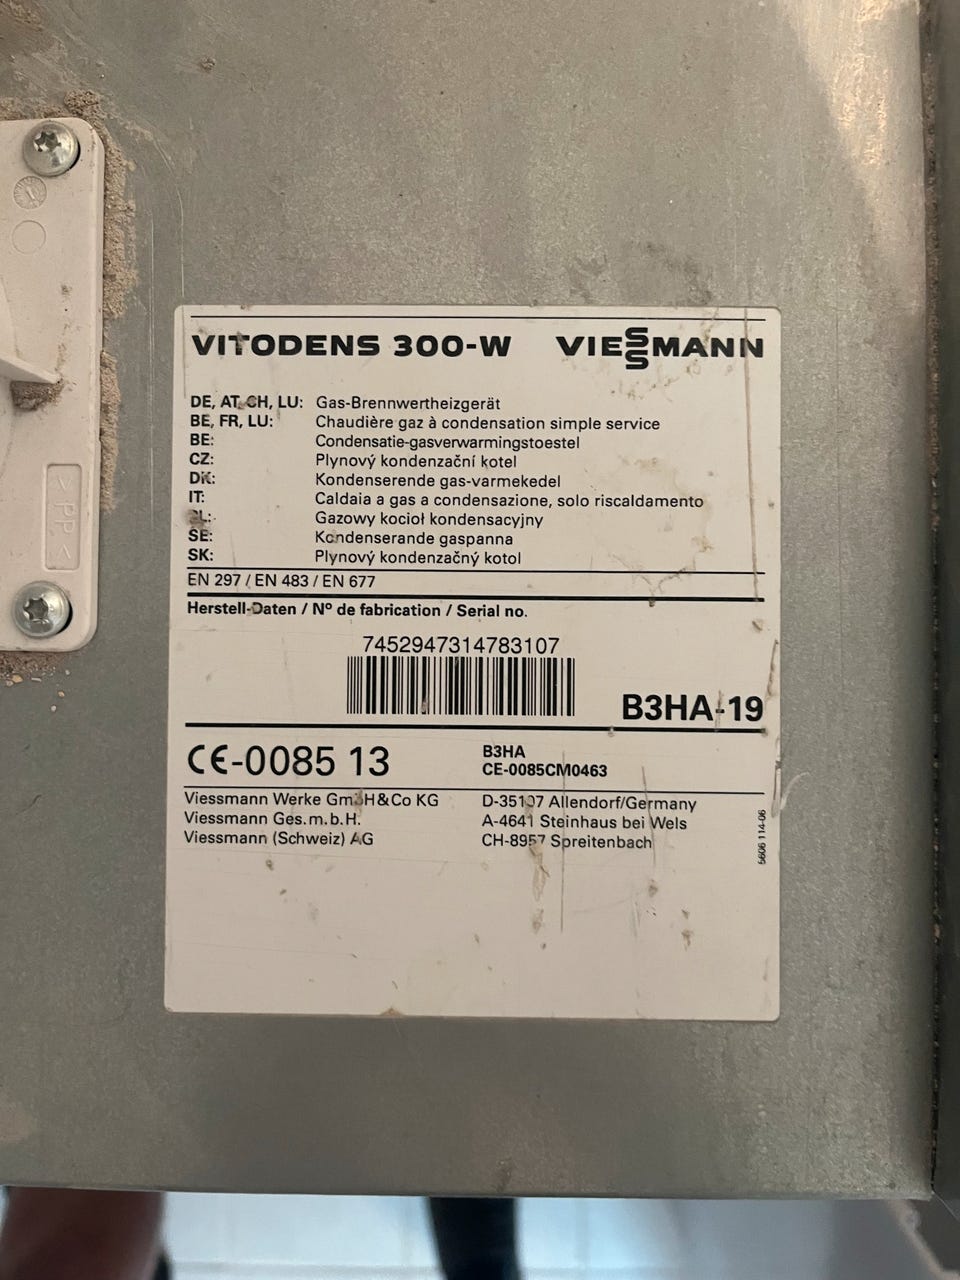 VITODENS 300-W VIESSMANN
DE, AT, CH, LU: Gas-Brennwertheizgerät
BE, FR, LU: Chaudière gaz à condensation simple service
BE: Condensatie-gasverwarmingstoestel
CZ: Plynový kondenzační kotel
DK: Kondenserende gas-varmekedel
IT: Caldaia a gas a condensazione, solo riscaldamento
PL: Gazowy kocioł kondensacyjny
SE: Kondenserande gaspanna
SK: Plynový kondenzačný kotol
EN 297 / EN 483 / EN 677
Herstell-Daten / Nº de fabrication / Serial no.
7452947314783107
B3HA-19
CE-0085 13
B3HA
CE-0085CM0463
Viessmann Werke GmbH&Co KG D-35107 Allendorf/Germany
Viessmann Ges.m.b.H. A-4641 Steinhaus bei Wels
Viessmann (Schweiz) AG CH-8957 Spreitenbach
5606 114-06
>PP<